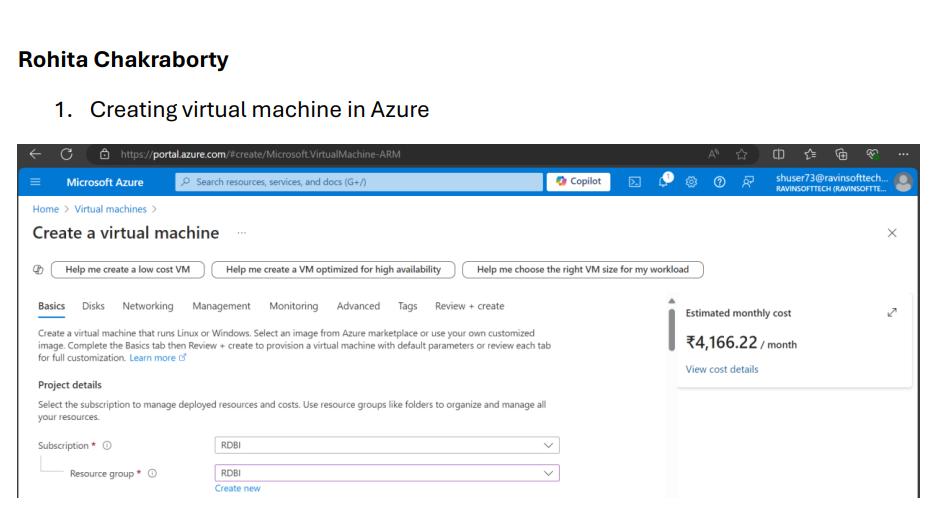 Rohita Chakraborty
1. Creating virtual machine in Azure
https://portal.azure.com/#create/Microsoft.VirtualMachine-ARM
Microsoft Azure
Search resources, services, and docs (G+/)
Copilot
1
shuser73@ravinsofttech...
RAVINSOFTTECH (RAVINSOFTTE...
Home > Virtual machines >
Create a virtual machine ...
Help me create a low cost VM
Help me create a VM optimized for high availability
Help me choose the right VM size for my workload
Basics Disks Networking Management Monitoring Advanced Tags Review + create
Create a virtual machine that runs Linux or Windows. Select an image from Azure marketplace or use your own customized
image. Complete the Basics tab then Review + create to provision a virtual machine with default parameters or review each tab
for full customization. Learn more
Project details
Select the subscription to manage deployed resources and costs. Use resource groups like folders to organize and manage all
your resources.
Subscription *
RDBI
Resource group *
RDBI
Create new
Estimated monthly cost
₹4,166.22 / month
View cost details